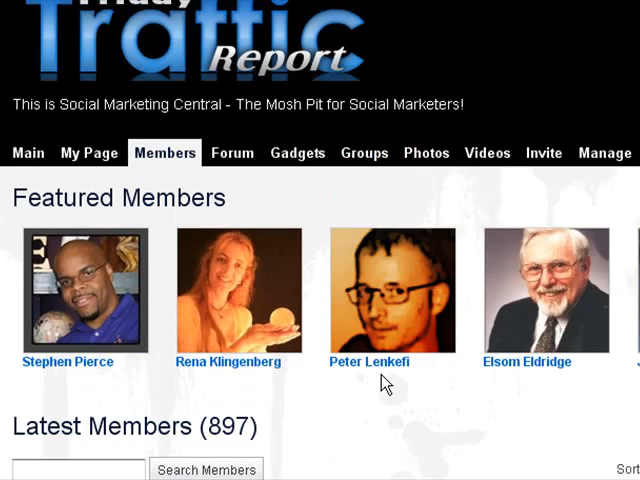 Friday
Traffic
Report
This is Social Marketing Central - The Mosh Pit for Social Marketers!
Main My Page Members Forum Gadgets Groups Photos Videos Invite Manage
Featured Members
Stephen Pierce Rena Klingenberg Peter Lenkefi Elsom Eldridge
Latest Members (897)
Search Members
Sort